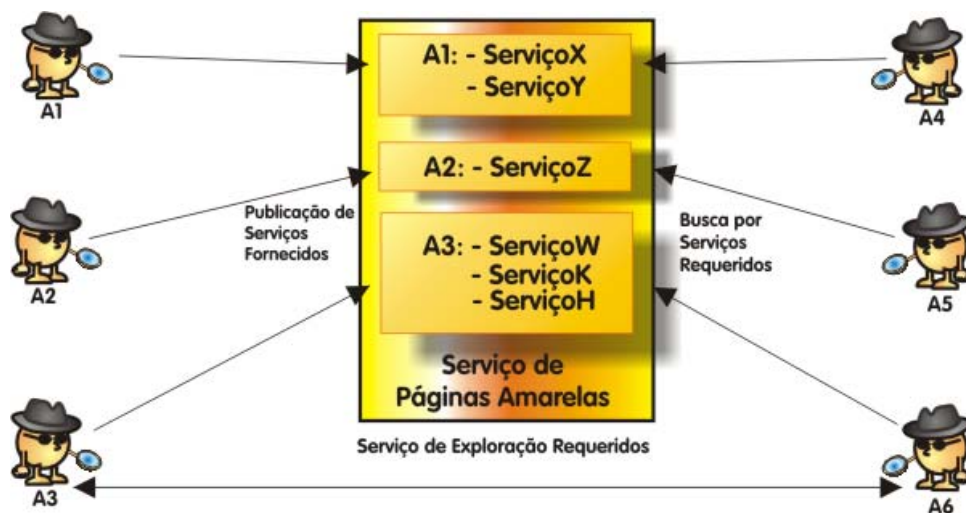 A1: - ServiçoX
- ServiçoY
A1
A4
A2: - ServiçoZ
Publicação de
Serviços
Fornecidos
Busca por
Serviços
Requeridos
A3: - ServiçoW
- ServiçoK
- ServiçoH
A2
A5
Serviço de
Páginas Amarelas
Serviço de Exploração Requeridos
A3
A6